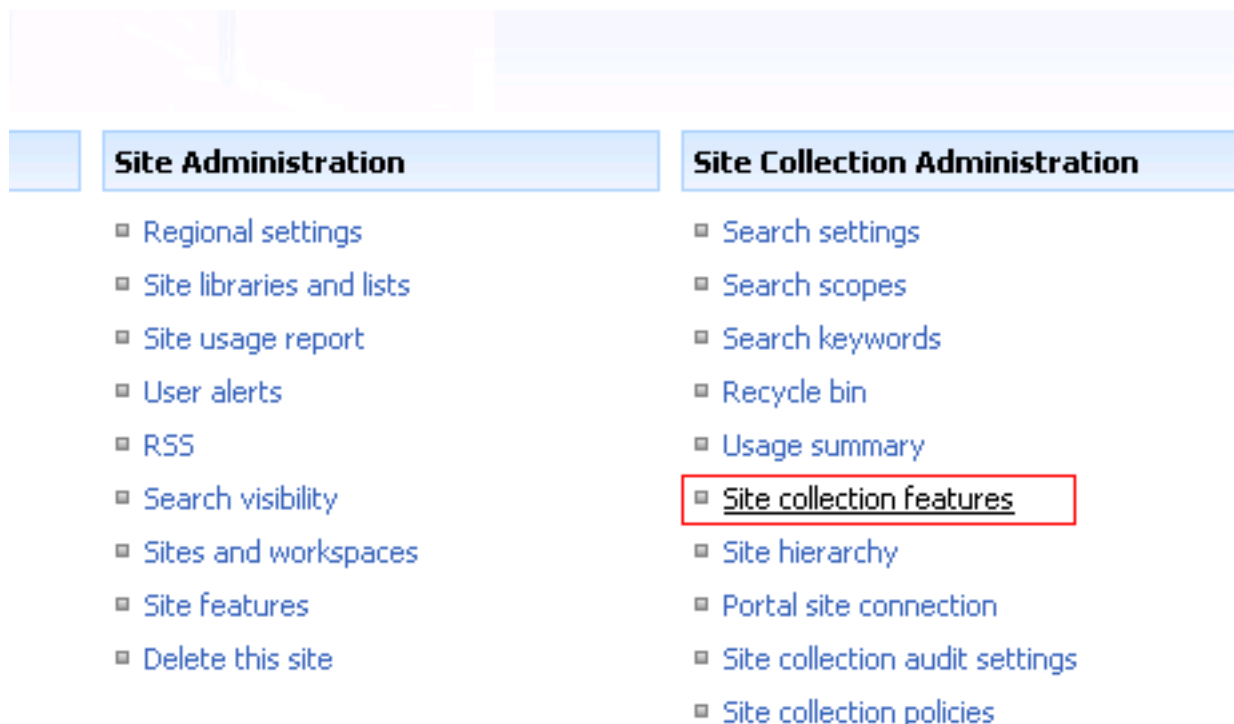 Site Administration
Regional settings
Site libraries and lists
Site usage report
User alerts
RSS
Search visibility
Sites and workspaces
Site features
Delete this site
Site Collection Administration
Search settings
Search scopes
Search keywords
Recycle bin
Usage summary
Site collection features
Site hierarchy
Portal site connection
Site collection audit settings
Site collection policies